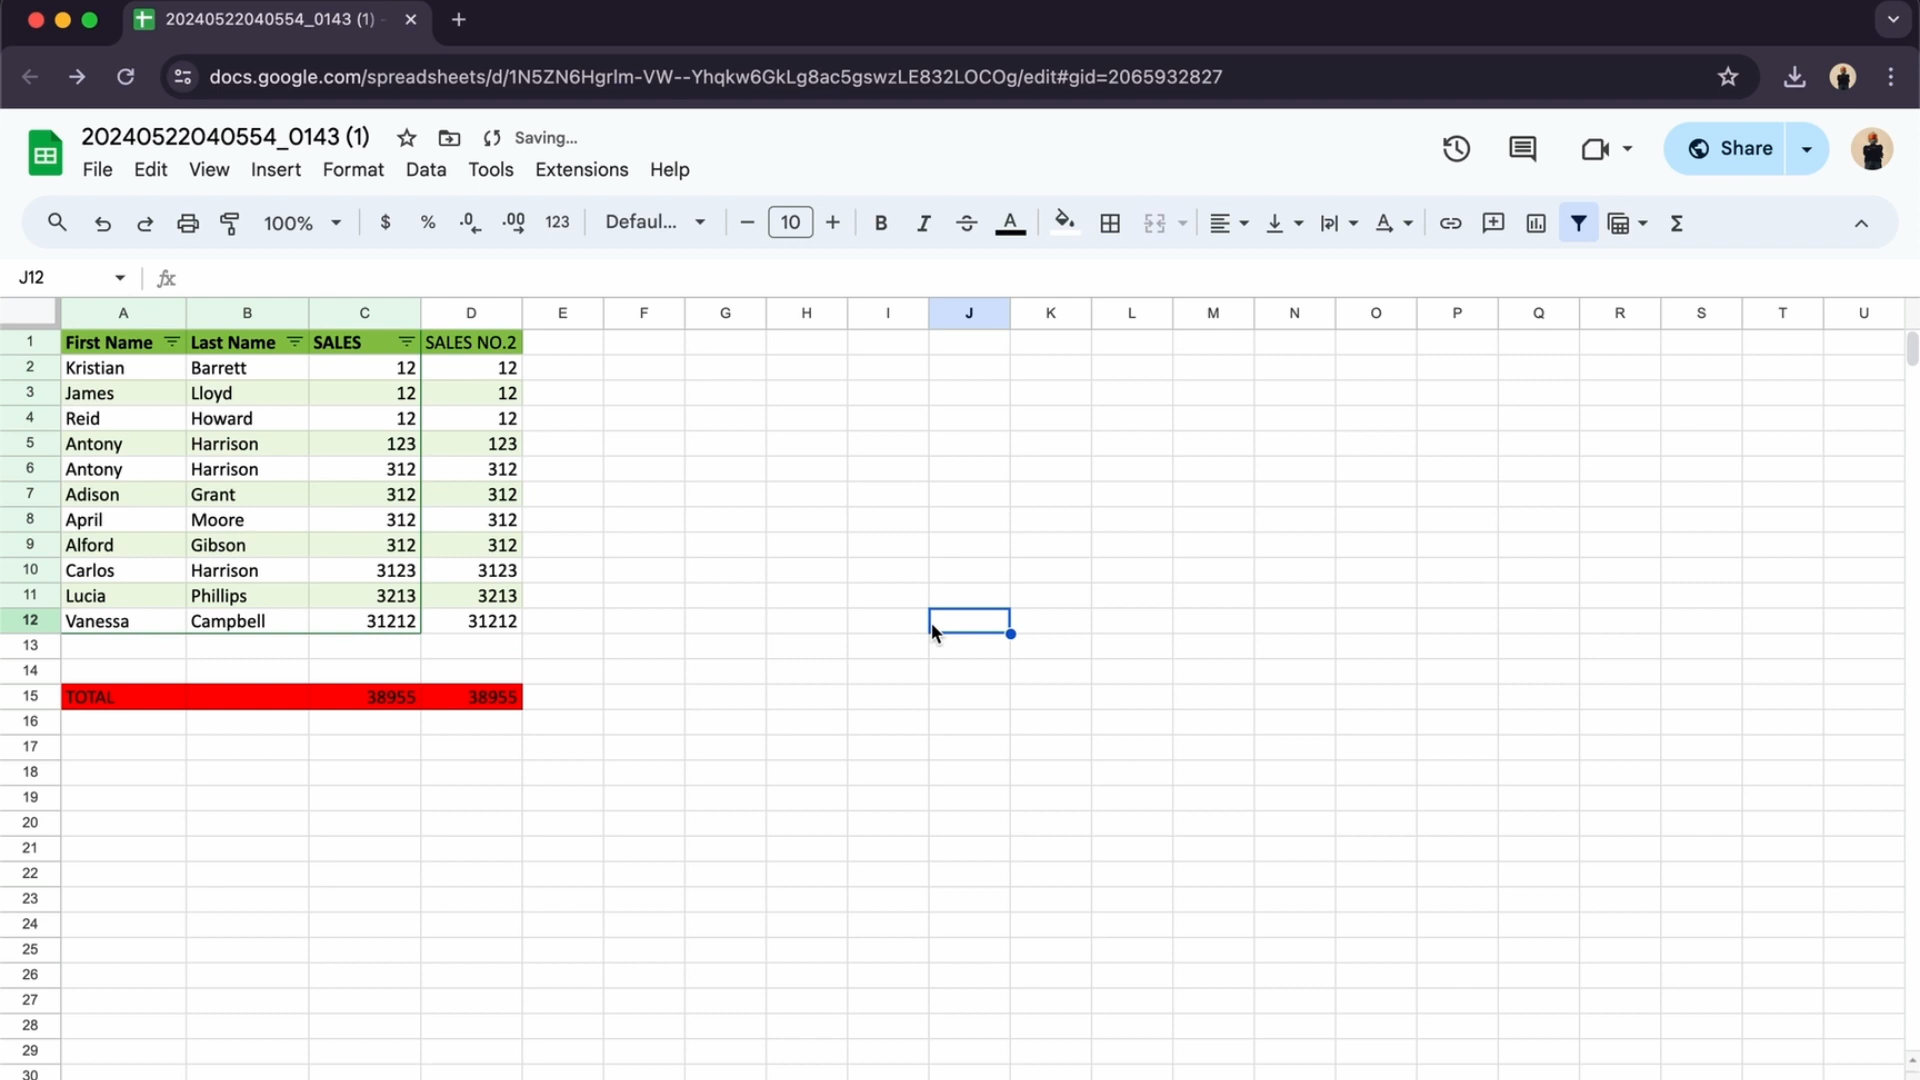 20240522040554_0143 (1) -
docs.google.com/spreadsheets/d/1N5ZN6Hgrlm-VW--Yhqkw6GkLg8ac5gswzLE832LOCOg/edit#gid=2065932827
20240522040554_0143 (1) Saving...
File Edit View Insert Format Data Tools Extensions Help
Share
100% $ % .0 .00 123 Defaul... 10 B I A A Σ
J12 fx
A B C D E F G H I J K L M N O P Q R S T U
1 First Name Last Name SALES SALES NO.2
2 Kristian Barrett 12 12
3 James Lloyd 12 12
4 Reid Howard 12 12
5 Antony Harrison 123 123
6 Antony Harrison 312 312
7 Adison Grant 312 312
8 April Moore 312 312
9 Alford Gibson 312 312
10 Carlos Harrison 3123 3123
11 Lucia Phillips 3213 3213
12 Vanessa Campbell 31212 31212
13
14
15 TOTAL 38955 38955
16
17
18
19
20
21
22
23
24
25
26
27
28
29
30